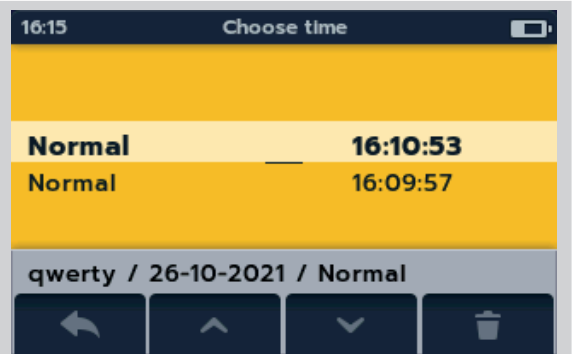 16:15 Choose time
Normal 16:10:53
Normal 16:09:57
qwerty / 26-10-2021 / Normal